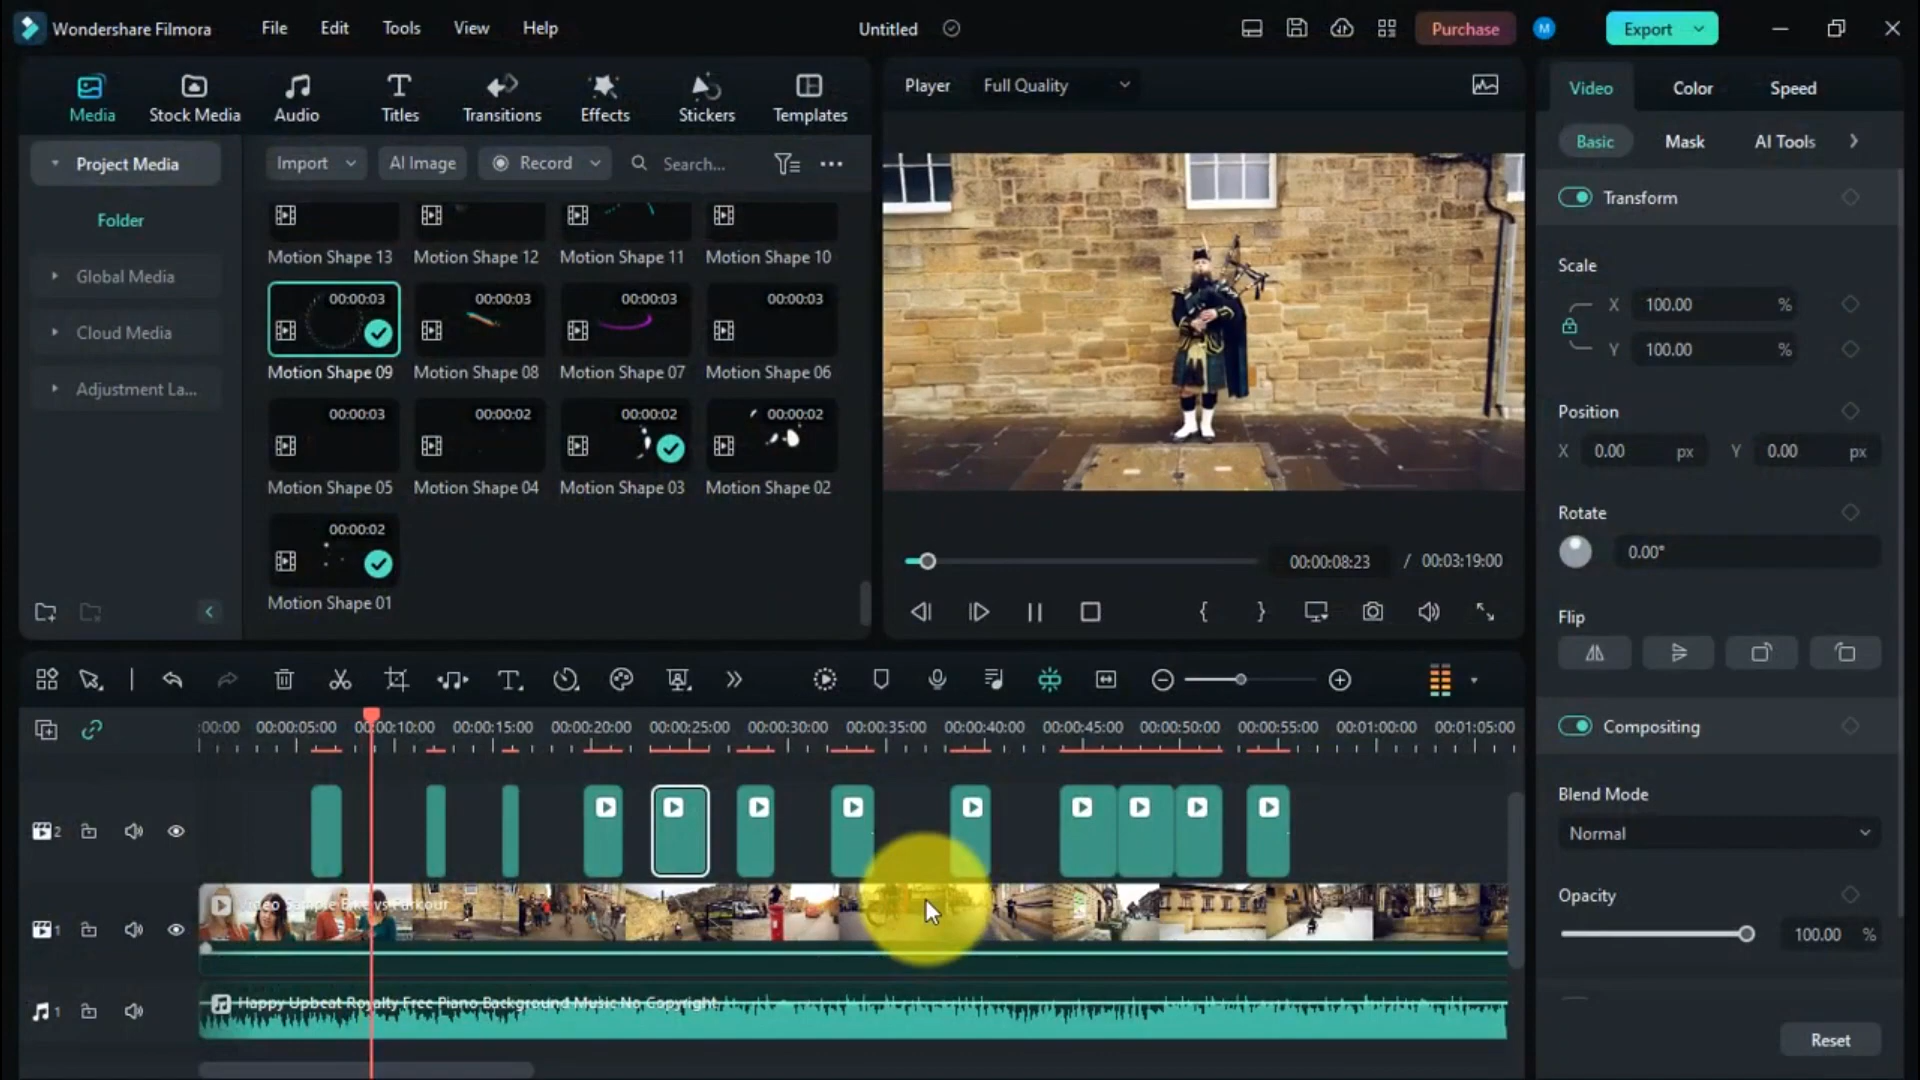 Wondershare Filmora
File
Edit
Tools
View
Help
Untitled
Purchase
M
Export
Media
Stock Media
Audio
Titles
Transitions
Effects
Stickers
Templates
Player
Full Quality
Video
Color
Speed
Project Media
Import
AI Image
Record
Search...
Basic
Mask
AI Tools
Folder
Global Media
Cloud Media
Adjustment La...
Motion Shape 13
Motion Shape 12
Motion Shape 11
Motion Shape 10
00:00:03
00:00:03
00:00:03
00:00:03
Motion Shape 09
Motion Shape 08
Motion Shape 07
Motion Shape 06
00:00:03
00:00:02
00:00:02
00:00:02
Motion Shape 05
Motion Shape 04
Motion Shape 03
Motion Shape 02
00:00:02
Motion Shape 01
00:00:08:23 / 00:03:19:00
Transform
Scale
X 100.00 %
Y 100.00 %
Position
X 0.00 px Y 0.00 px
Rotate
0.00°
Flip
Compositing
Blend Mode
Normal
Opacity
100.00 %
Reset
:00:00 00:00:05:00 00:00:10:00 00:00:15:00 00:00:20:00 00:00:25:00 00:00:30:00 00:00:35:00 00:00:40:00 00:00:45:00 00:00:50:00 00:00:55:00 00:01:00:00 00:01:05:00
2
1
Video Sample Bike vs Parkour
1
Happy Upbeat Royalty Free Piano Background Music No Copyright